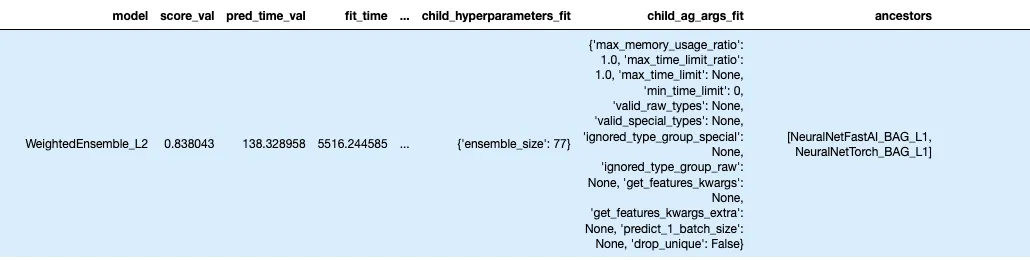 model score_val pred_time_val fit_time ... child_hyperparameters_fit child_ag_args_fit ancestors
{'max_memory_usage_ratio':
1.0, 'max_time_limit_ratio':
1.0, 'max_time_limit': None,
'min_time_limit': 0,
'valid_raw_types': None,
'valid_special_types': None,
WeightedEnsemble_L2 0.838043 138.328958 5516.244585 ... {'ensemble_size': 77} 'ignored_type_group_special': [NeuralNetFastAI_BAG_L1,
None, NeuralNetTorch_BAG_L1]
'ignored_type_group_raw':
None, 'get_features_kwargs':
None,
'get_features_kwargs_extra':
None, 'predict_1_batch_size':
None, 'drop_unique': False}